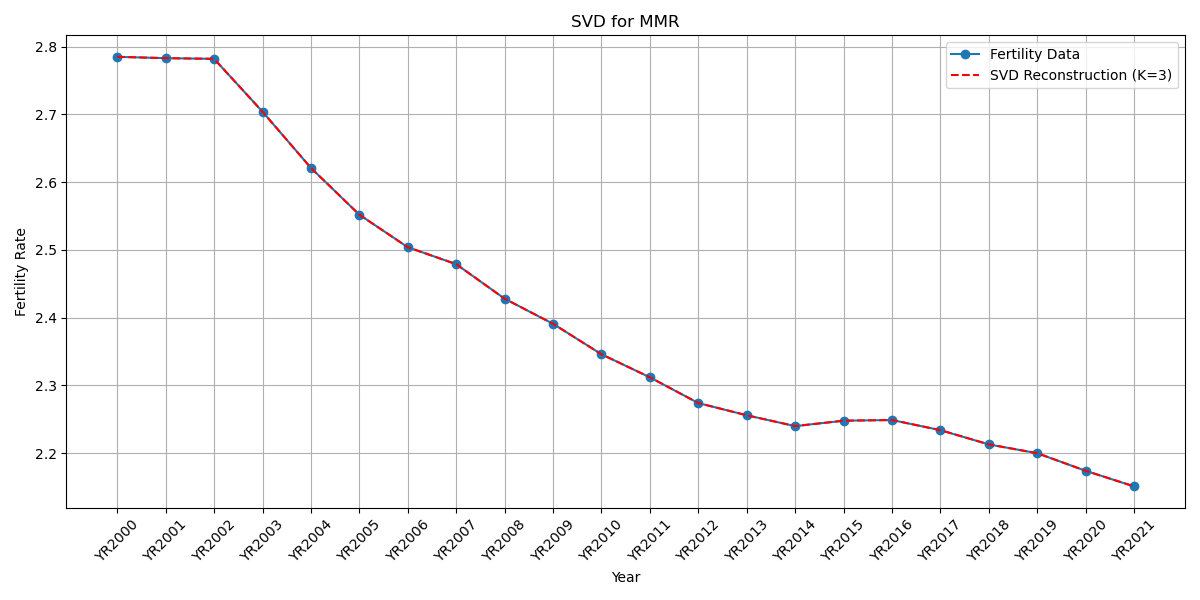 SVD for MMR
Fertility Data
SVD Reconstruction (K=3)
Fertility Rate
2.8
2.7
2.6
2.5
2.4
2.3
2.2
YR2000
YR2001
YR2002
YR2003
YR2004
YR2005
YR2006
YR2007
YR2008
YR2009
YR2010
YR2011
YR2012
YR2013
YR2014
YR2015
YR2016
YR2017
YR2018
YR2019
YR2020
YR2021
Year